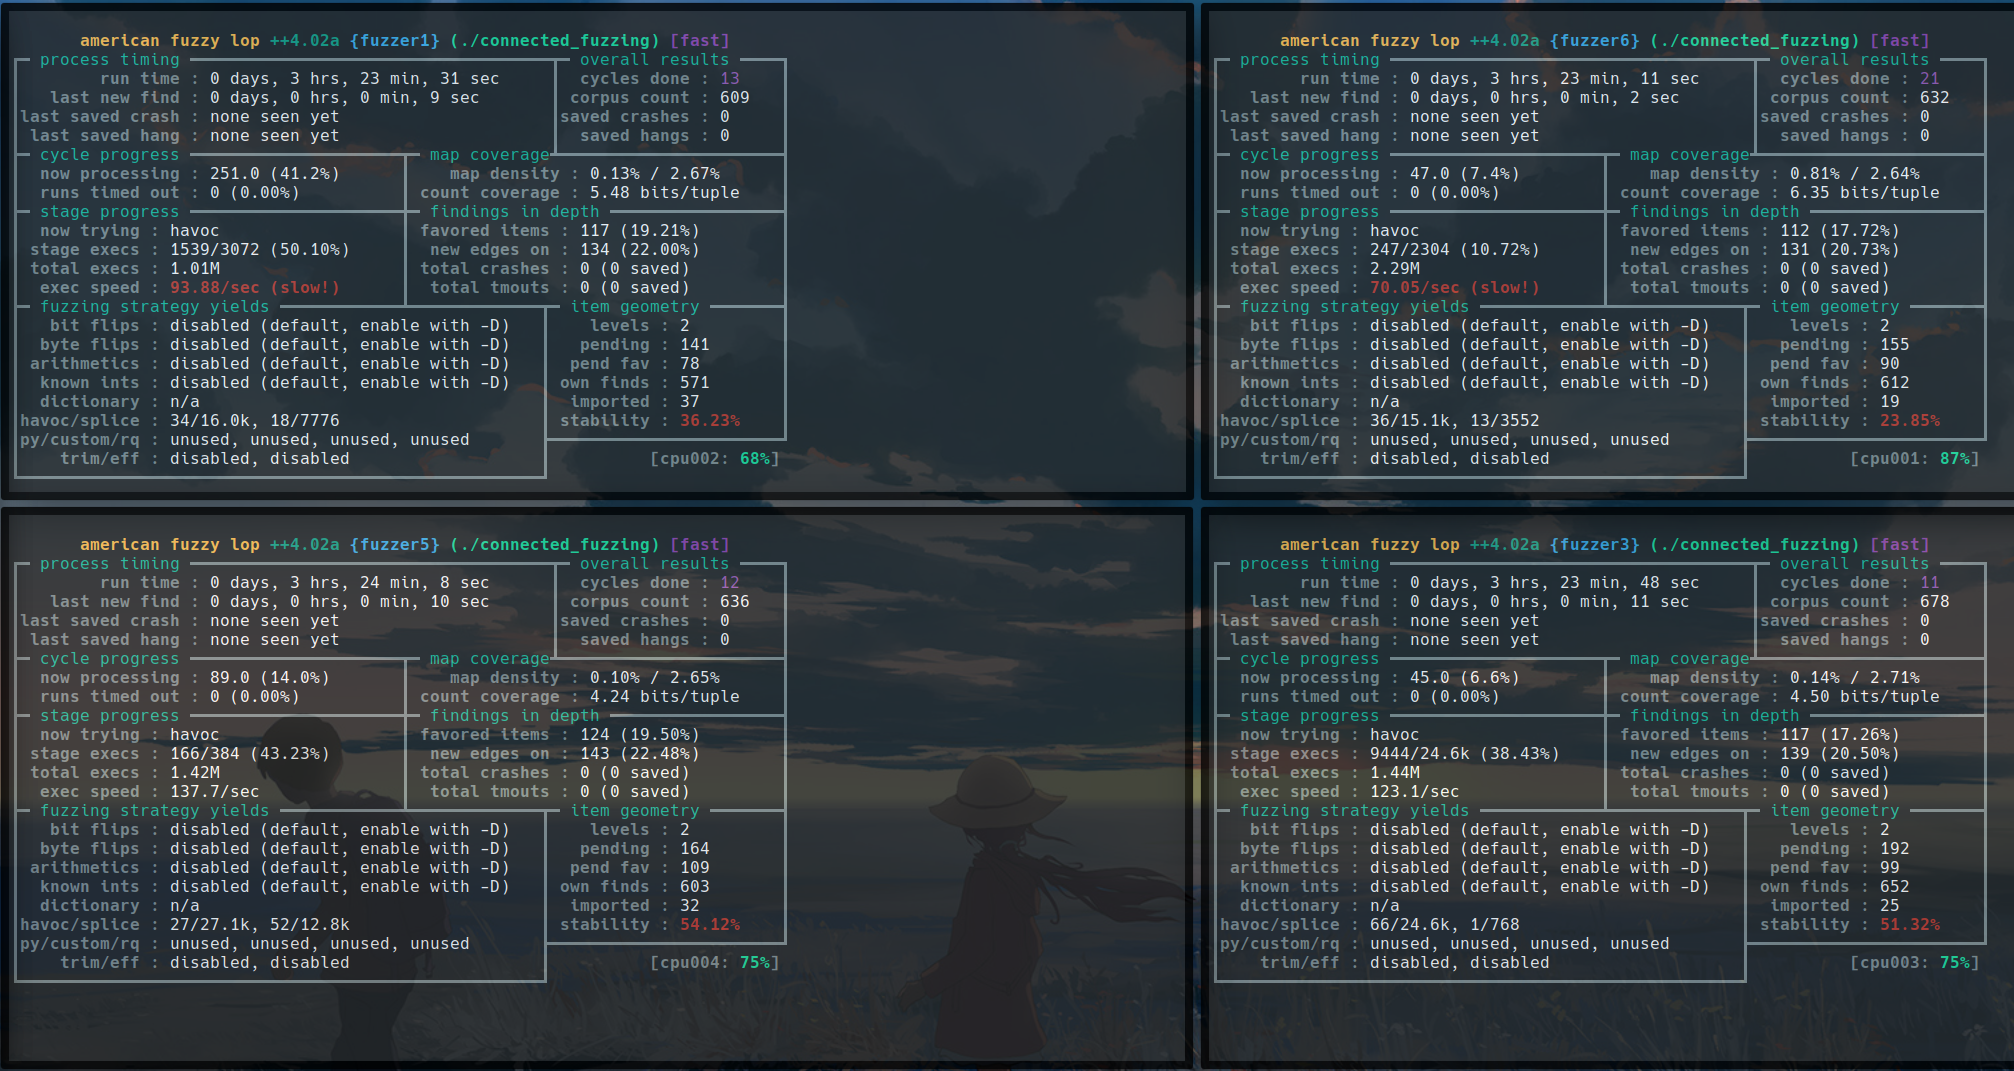 american fuzzy lop ++4.02a {fuzzer1} (./connected_fuzzing) [fast]
process timing overall results
run time : 0 days, 3 hrs, 23 min, 31 sec cycles done : 13
last new find : 0 days, 0 hrs, 0 min, 9 sec corpus count : 609
last saved crash : none seen yet saved crashes : 0
last saved hang : none seen yet saved hangs : 0
cycle progress map coverage
now processing : 251.0 (41.2%) map density : 0.13% / 2.67%
runs timed out : 0 (0.00%) count coverage : 5.48 bits/tuple
stage progress findings in depth
now trying : havoc favored items : 117 (19.21%)
stage execs : 1539/3072 (50.10%) new edges on : 134 (22.00%)
total execs : 1.01M total crashes : 0 (0 saved)
exec speed : 93.88/sec (slow!) total tmouts : 0 (0 saved)
fuzzing strategy yields item geometry
bit flips : disabled (default, enable with -D) levels : 2
byte flips : disabled (default, enable with -D) pending : 141
arithmetics : disabled (default, enable with -D) pend fav : 78
known ints : disabled (default, enable with -D) own finds : 571
dictionary : n/a imported : 37
havoc/splice : 34/16.0k, 18/7776 stability : 36.23%
py/custom/rq : unused, unused, unused, unused
trim/eff : disabled, disabled [cpu002: 68%]
american fuzzy lop ++4.02a {fuzzer6} (./connected_fuzzing) [fast]
process timing overall results
run time : 0 days, 3 hrs, 23 min, 11 sec cycles done : 21
last new find : 0 days, 0 hrs, 0 min, 2 sec corpus count : 632
last saved crash : none seen yet saved crashes : 0
last saved hang : none seen yet saved hangs : 0
cycle progress map coverage
now processing : 47.0 (7.4%) map density : 0.81% / 2.64%
runs timed out : 0 (0.00%) count coverage : 6.35 bits/tuple
stage progress findings in depth
now trying : havoc favored items : 112 (17.72%)
stage execs : 247/2304 (10.72%) new edges on : 131 (20.73%)
total execs : 2.29M total crashes : 0 (0 saved)
exec speed : 70.05/sec (slow!) total tmouts : 0 (0 saved)
fuzzing strategy yields item geometry
bit flips : disabled (default, enable with -D) levels : 2
byte flips : disabled (default, enable with -D) pending : 155
arithmetics : disabled (default, enable with -D) pend fav : 90
known ints : disabled (default, enable with -D) own finds : 612
dictionary : n/a imported : 19
havoc/splice : 36/15.1k, 13/3552 stability : 23.85%
py/custom/rq : unused, unused, unused, unused
trim/eff : disabled, disabled [cpu001: 87%]
american fuzzy lop ++4.02a {fuzzer5} (./connected_fuzzing) [fast]
process timing overall results
run time : 0 days, 3 hrs, 24 min, 8 sec cycles done : 12
last new find : 0 days, 0 hrs, 0 min, 10 sec corpus count : 636
last saved crash : none seen yet saved crashes : 0
last saved hang : none seen yet saved hangs : 0
cycle progress map coverage
now processing : 89.0 (14.0%) map density : 0.10% / 2.65%
runs timed out : 0 (0.00%) count coverage : 4.24 bits/tuple
stage progress findings in depth
now trying : havoc favored items : 124 (19.50%)
stage execs : 166/384 (43.23%) new edges on : 143 (22.48%)
total execs : 1.42M total crashes : 0 (0 saved)
exec speed : 137.7/sec total tmouts : 0 (0 saved)
fuzzing strategy yields item geometry
bit flips : disabled (default, enable with -D) levels : 2
byte flips : disabled (default, enable with -D) pending : 164
arithmetics : disabled (default, enable with -D) pend fav : 109
known ints : disabled (default, enable with -D) own finds : 603
dictionary : n/a imported : 32
havoc/splice : 27/27.1k, 52/12.8k stability : 54.12%
py/custom/rq : unused, unused, unused, unused
trim/eff : disabled, disabled [cpu004: 75%]
american fuzzy lop ++4.02a {fuzzer3} (./connected_fuzzing) [fast]
process timing overall results
run time : 0 days, 3 hrs, 23 min, 48 sec cycles done : 11
last new find : 0 days, 0 hrs, 0 min, 11 sec corpus count : 678
last saved crash : none seen yet saved crashes : 0
last saved hang : none seen yet saved hangs : 0
cycle progress map coverage
now processing : 45.0 (6.6%) map density : 0.14% / 2.71%
runs timed out : 0 (0.00%) count coverage : 4.50 bits/tuple
stage progress findings in depth
now trying : havoc favored items : 117 (17.26%)
stage execs : 9444/24.6k (38.43%) new edges on : 139 (20.50%)
total execs : 1.44M total crashes : 0 (0 saved)
exec speed : 123.1/sec total tmouts : 0 (0 saved)
fuzzing strategy yields item geometry
bit flips : disabled (default, enable with -D) levels : 2
byte flips : disabled (default, enable with -D) pending : 192
arithmetics : disabled (default, enable with -D) pend fav : 99
known ints : disabled (default, enable with -D) own finds : 652
dictionary : n/a imported : 25
havoc/splice : 66/24.6k, 1/768 stability : 51.32%
py/custom/rq : unused, unused, unused, unused
trim/eff : disabled, disabled [cpu003: 75%]